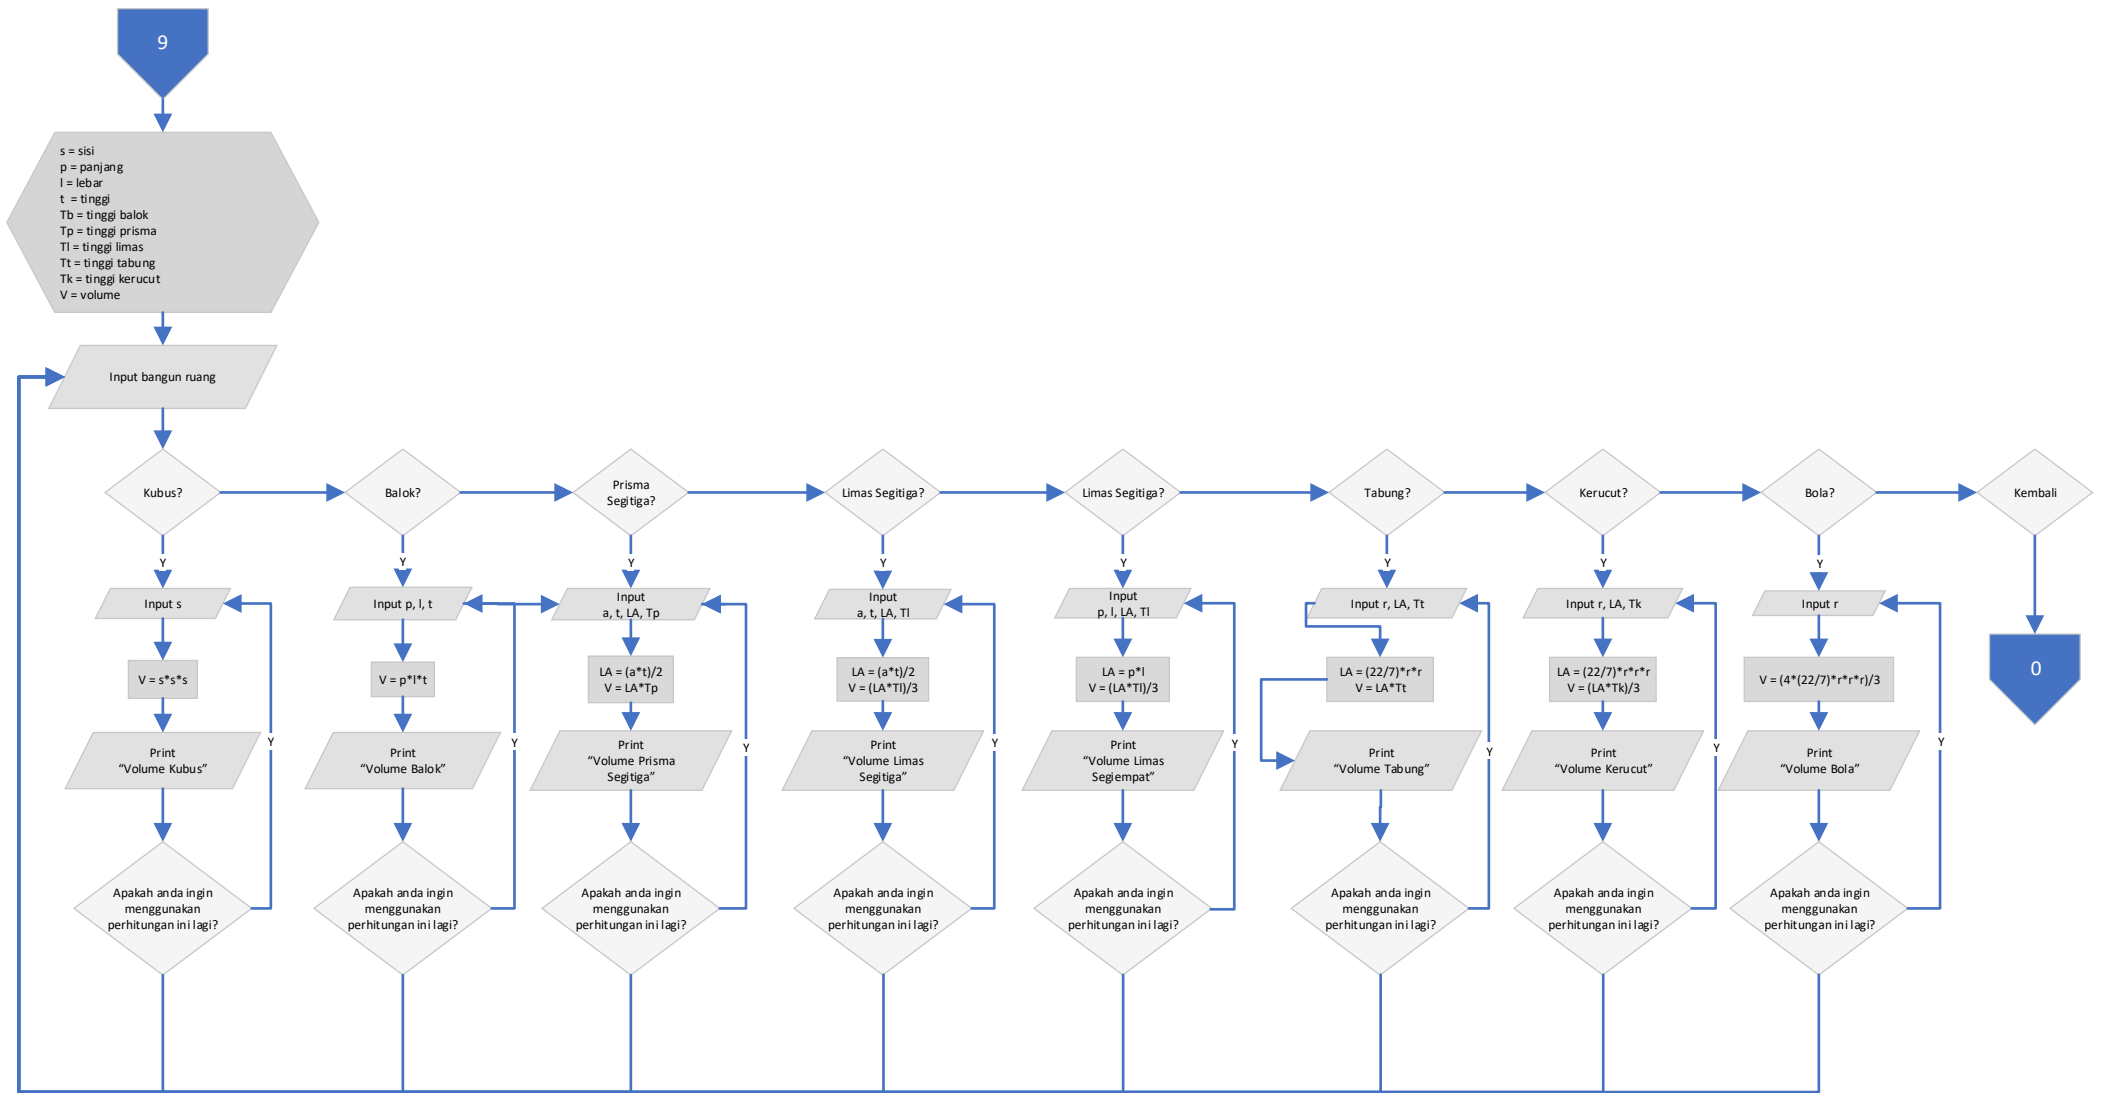 9
s = sisi
p = panjang
l = lebar
t = tinggi
Tb = tinggi balok
Tp = tinggi prisma
Tl = tinggi limas
Tt = tinggi tabung
Tk = tinggi kerucut
V = volume
Input bangun ruang
Kubus?
Balok?
Prisma
Segitiga?
Limas Segitiga?
Limas Segitiga?
Tabung?
Kerucut?
Bola?
Kembali
Y
Y
Y
Y
Y
Y
Y
Y
Input s
Input p, l, t
Input
a, t, LA, Tp
Input
a, t, LA, Tl
Input
p, l, LA, Tl
Input r, LA, Tt
Input r, LA, Tk
Input r
0
V = s*s*s
V = p*l*t
LA = (a*t)/2
V = LA*Tp
LA = (a*t)/2
V = (LA*Tl)/3
LA = p*l
V = (LA*Tl)/3
LA = (22/7)*r*r
V = LA*Tt
LA = (22/7)*r*r*r
V = (LA*Tk)/3
V = (4*(22/7)*r*r*r)/3
Print
“Volume Kubus”
Y
Print
“Volume Balok”
Y
Print
“Volume Prisma
Segitiga”
Y
Print
“Volume Limas
Segitiga”
Y
Print
“Volume Limas
Segiempat”
Y
Print
“Volume Tabung”
Y
Print
“Volume Kerucut”
Y
Print
“Volume Bola”
Y
Apakah anda ingin
menggunakan
perhitungan ini lagi?
Apakah anda ingin
menggunakan
perhitungan ini lagi?
Apakah anda ingin
menggunakan
perhitungan ini lagi?
Apakah anda ingin
menggunakan
perhitungan ini lagi?
Apakah anda ingin
menggunakan
perhitungan ini lagi?
Apakah anda ingin
menggunakan
perhitungan ini lagi?
Apakah anda ingin
menggunakan
perhitungan ini lagi?
Apakah anda ingin
menggunakan
perhitungan ini lagi?